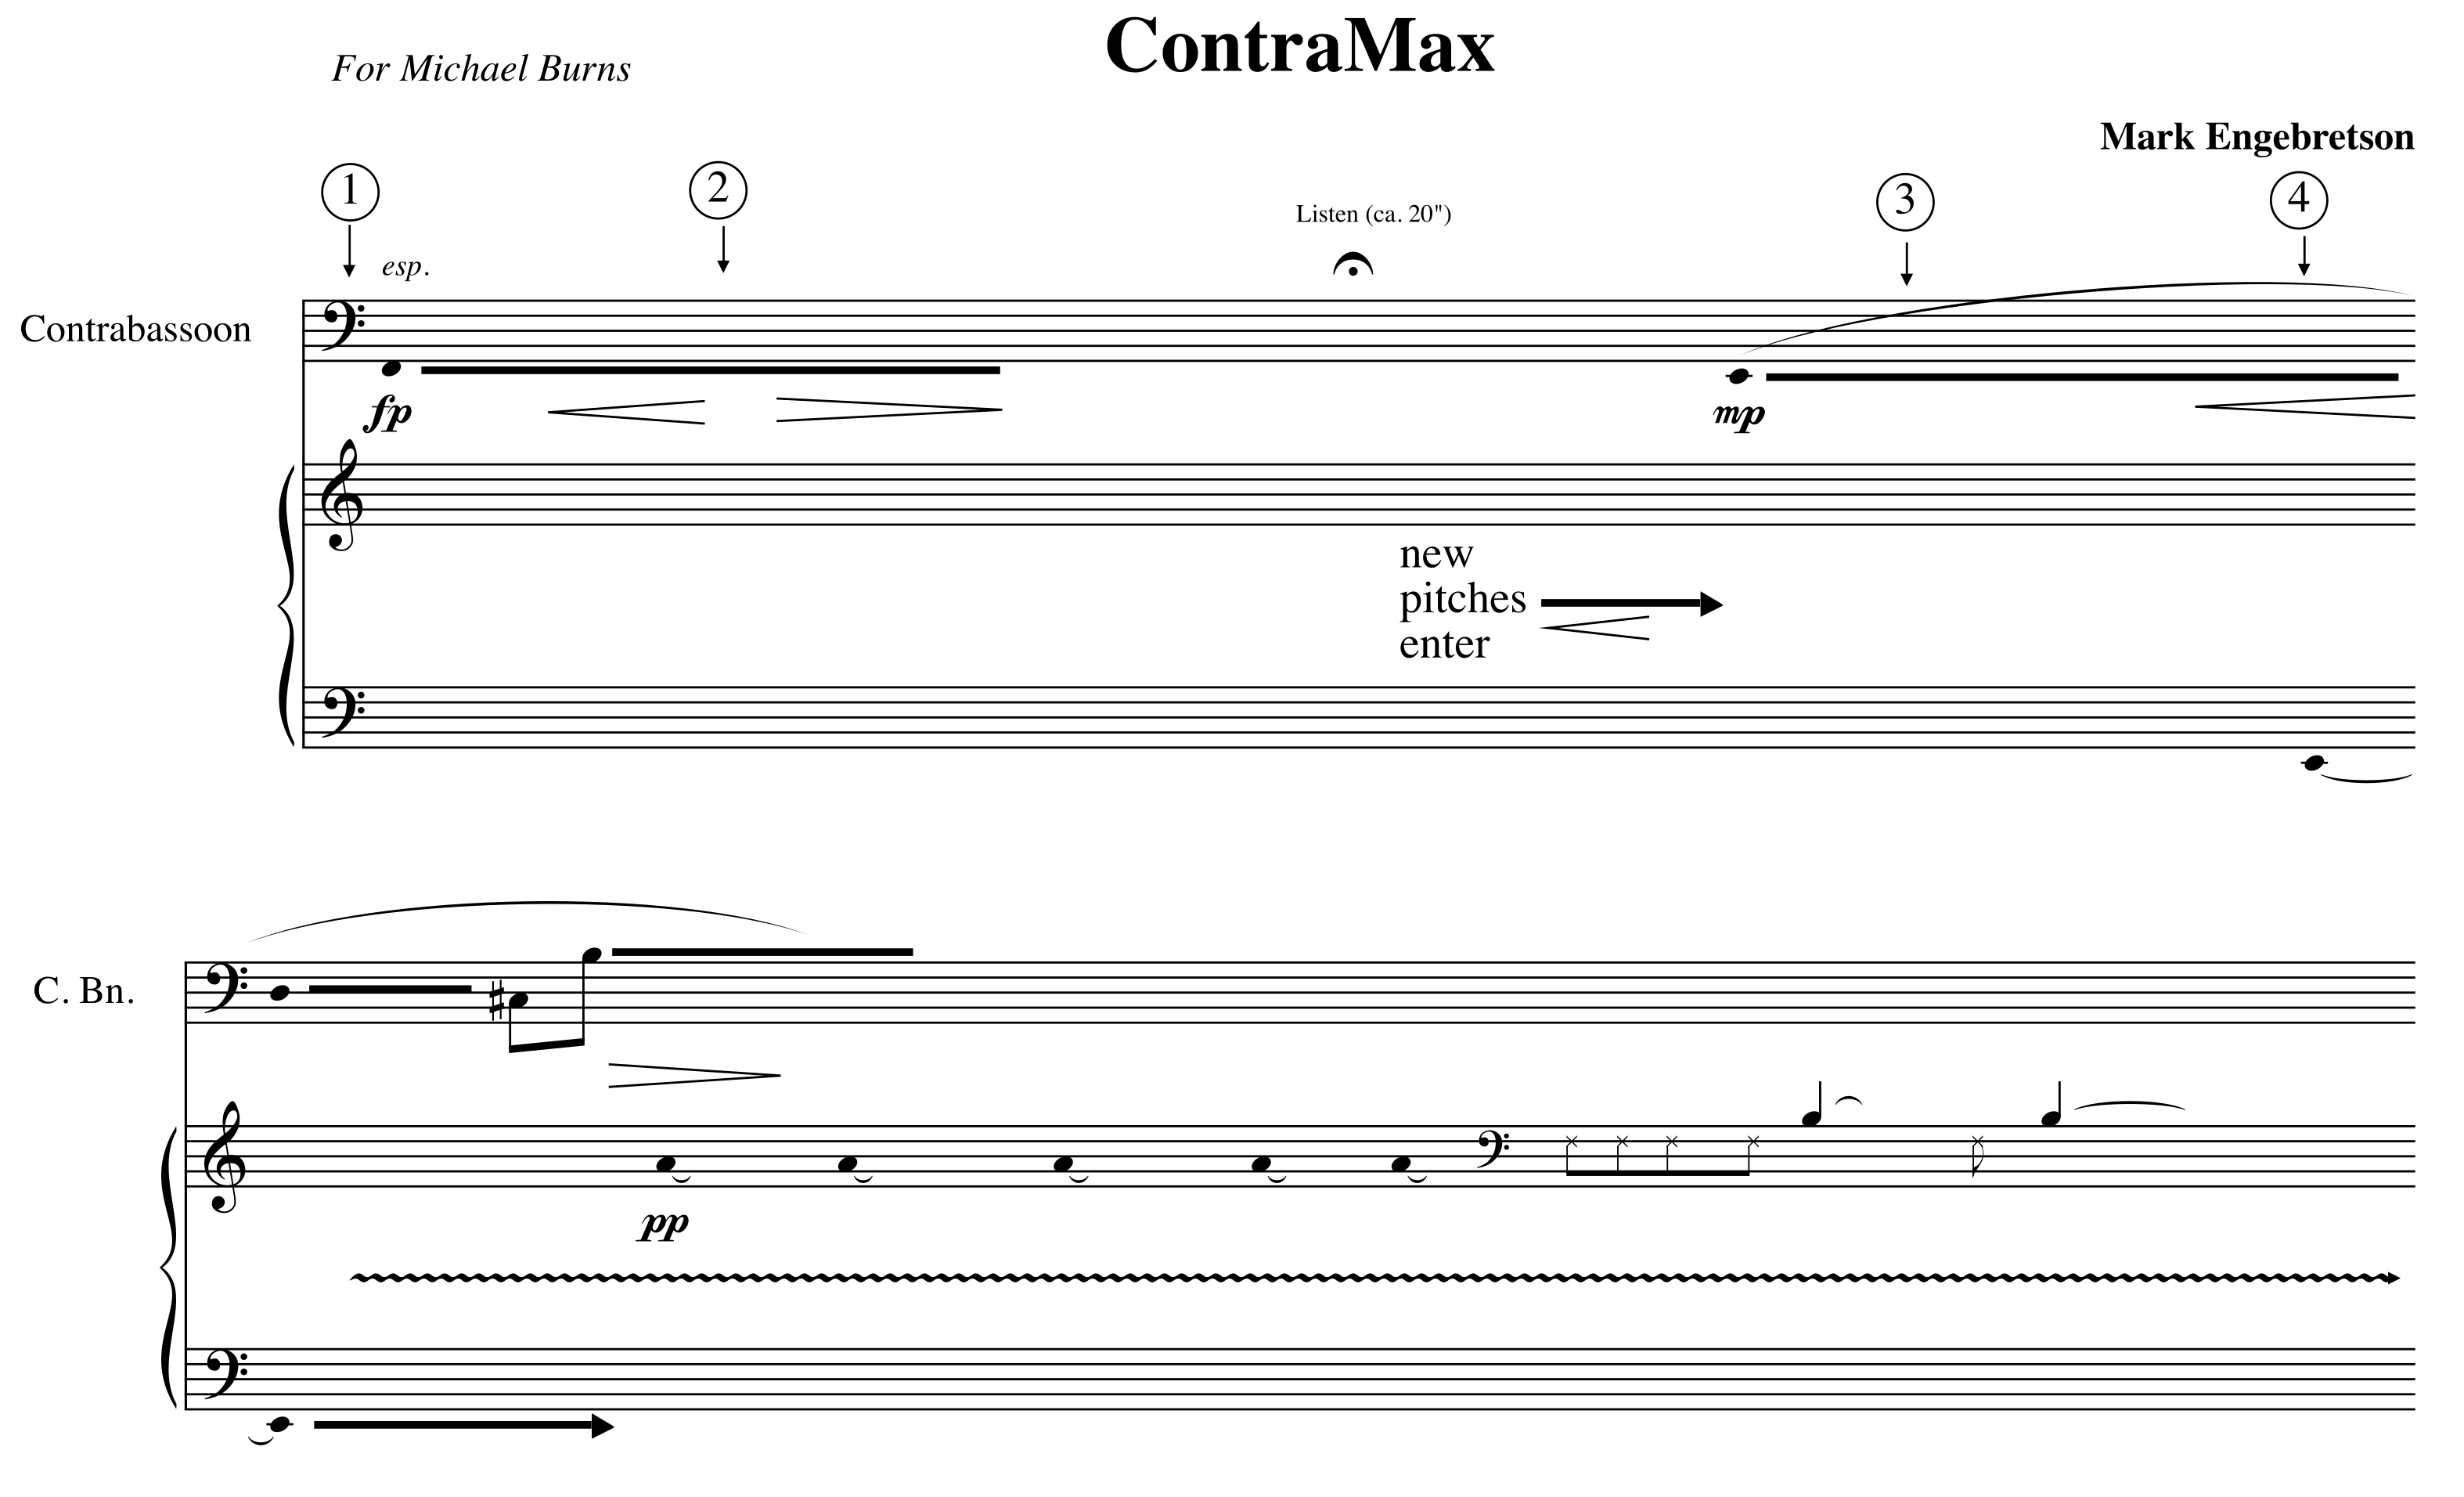 ContraMax
For Michael Burns
Mark Engebretson
1
2
Listen (ca. 20")
3
4
esp.
Contrabassoon
fp
mp
new
pitches
enter
C. Bn.
pp